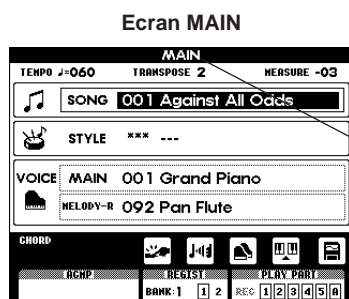 Ecran MAIN
MAIN
TEMPO ♩=060 TRANSPOSE 2 MEASURE -03
SONG 001 Against All Odds
STYLE *** ---
VOICE MAIN 001 Grand Piano
MELODY-R 092 Pan Flute
CHORD
ACMP REGIST PLAY PART
BANK:1 1 2 REC 1 2 3 4 5 A